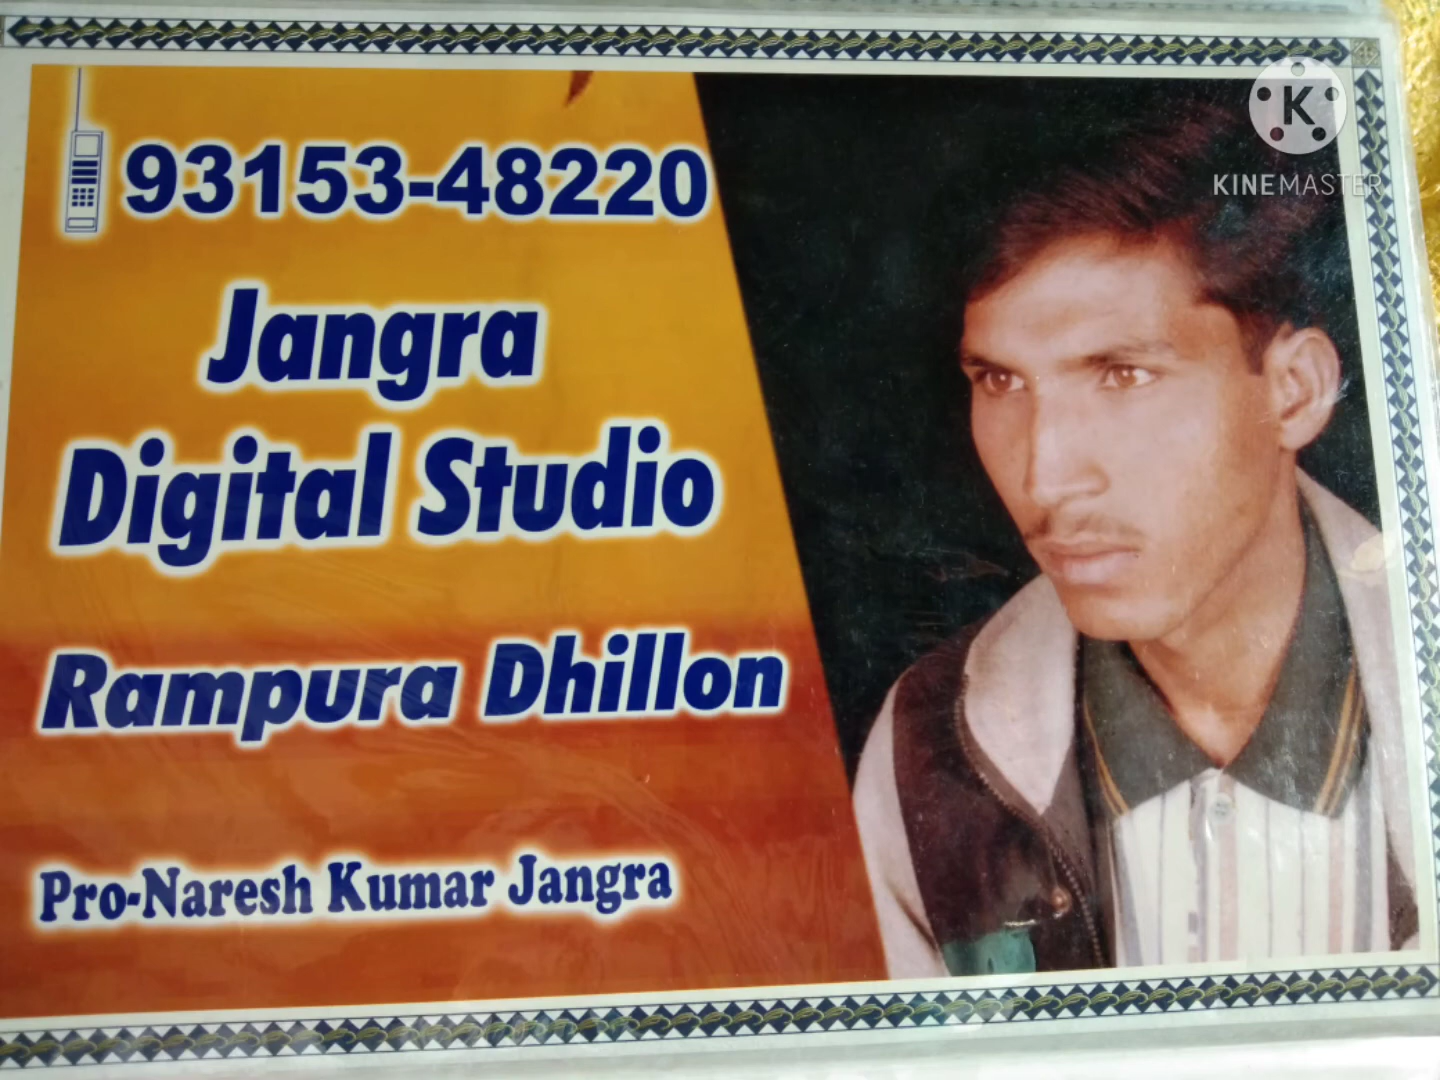 93153-48220
Jangra
Digital Studio
Rampura Dhillon
Pro-Naresh Kumar Jangra
K
KINEMASTER